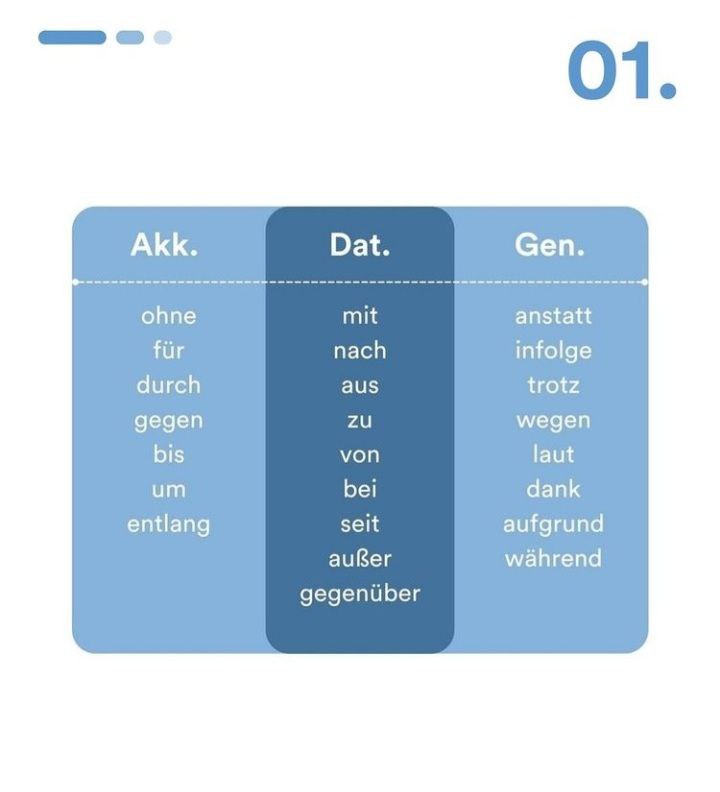 01.
Akk. Dat. Gen.
ohne mit anstatt
für nach infolge
durch aus trotz
gegen zu wegen
bis von laut
um bei dank
entlang seit aufgrund
außer während
gegenüber